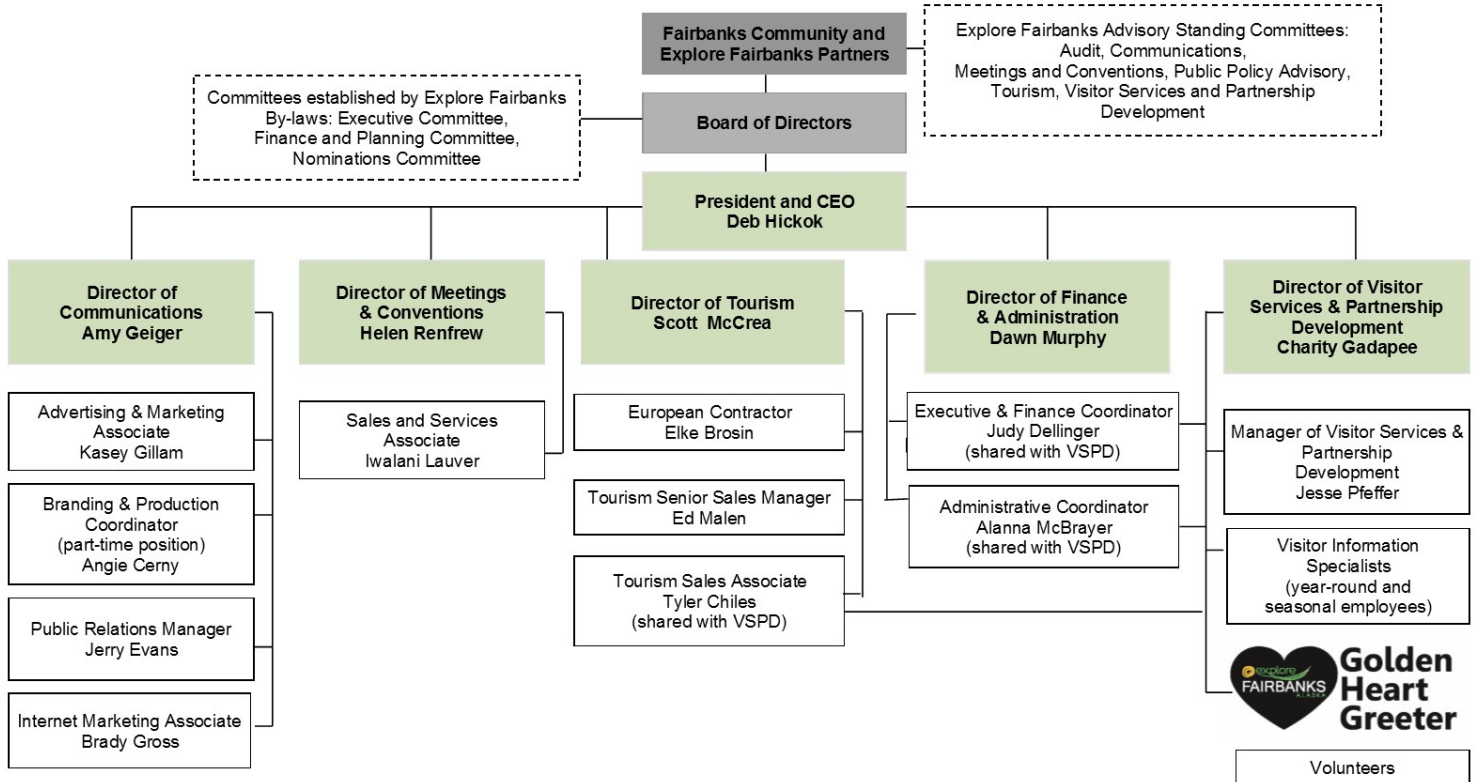 Fairbanks Community and
Explore Fairbanks Partners
Explore Fairbanks Advisory Standing Committees:
Audit, Communications,
Meetings and Conventions, Public Policy Advisory,
Tourism, Visitor Services and Partnership
Development
Committees established by Explore Fairbanks
By-laws: Executive Committee,
Finance and Planning Committee,
Nominations Committee
Board of Directors
President and CEO
Deb Hickok
Director of
Communications
Amy Geiger
Director of Meetings
& Conventions
Helen Renfrew
Director of Tourism
Scott McCrea
Director of Finance
& Administration
Dawn Murphy
Director of Visitor
Services & Partnership
Development
Charity Gadapee
Advertising & Marketing
Associate
Kasey Gillam
Branding & Production
Coordinator
(part-time position)
Angie Cerny
Public Relations Manager
Jerry Evans
Internet Marketing Associate
Brady Gross
Sales and Services
Associate
Iwalani Lauver
European Contractor
Elke Brosin
Tourism Senior Sales Manager
Ed Malen
Tourism Sales Associate
Tyler Chiles
(shared with VSPD)
Executive & Finance Coordinator
Judy Dellinger
(shared with VSPD)
Administrative Coordinator
Alanna McBrayer
(shared with VSPD)
Manager of Visitor Services &
Partnership
Development
Jesse Pfeffer
Visitor Information
Specialists
(year-round and
seasonal employees)
explore
FAIRBANKS
ALASKA
Golden
Heart
Greeter
Volunteers